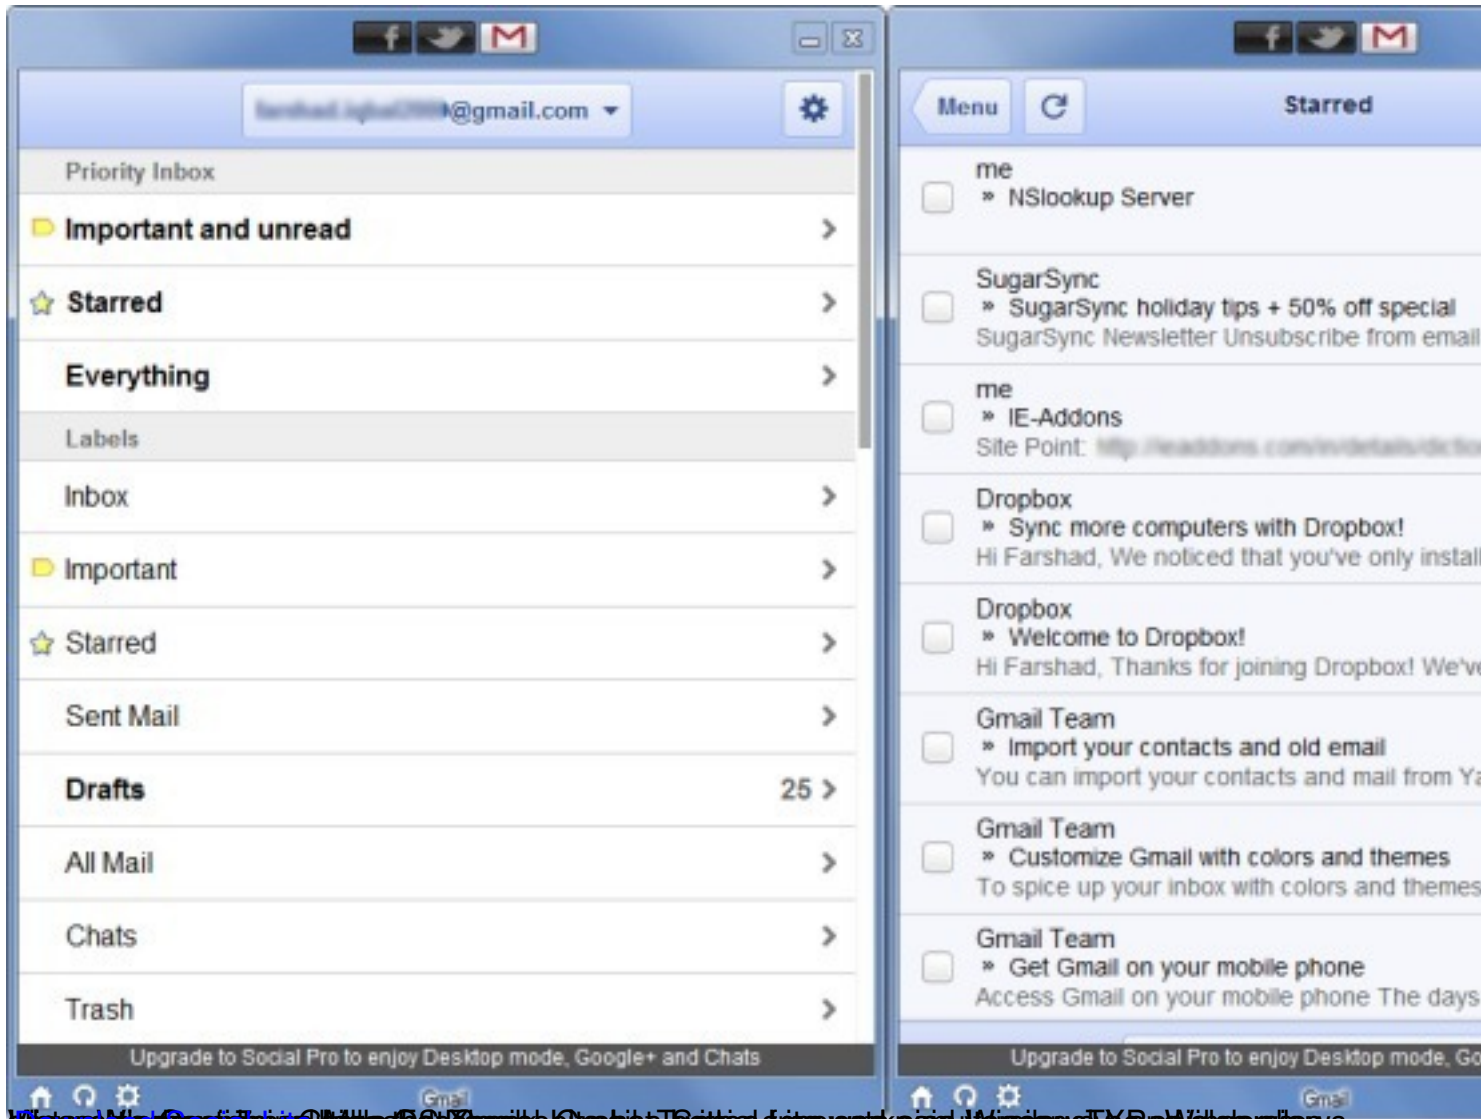 @gmail.com
Priority Inbox
Important and unread
Starred
Everything
Labels
Inbox
Important
Starred
Sent Mail
Drafts 25
All Mail
Chats
Trash
Upgrade to Social Pro to enjoy Desktop mode, Google+ and Chats
Gmail
Menu Starred
me
» NSlookup Server
SugarSync
» SugarSync holiday tips + 50% off special
SugarSync Newsletter Unsubscribe from email
me
» IE-Addons
Site Point:
Dropbox
» Sync more computers with Dropbox!
Hi Farshad, We noticed that you've only install
Dropbox
» Welcome to Dropbox!
Hi Farshad, Thanks for joining Dropbox! We've
Gmail Team
» Import your contacts and old email
You can import your contacts and mail from Ya
Gmail Team
» Customize Gmail with colors and themes
To spice up your inbox with colors and themes
Gmail Team
» Get Gmail on your mobile phone
Access Gmail on your mobile phone The days
Upgrade to Social Pro to enjoy Desktop mode, Go
Gmail